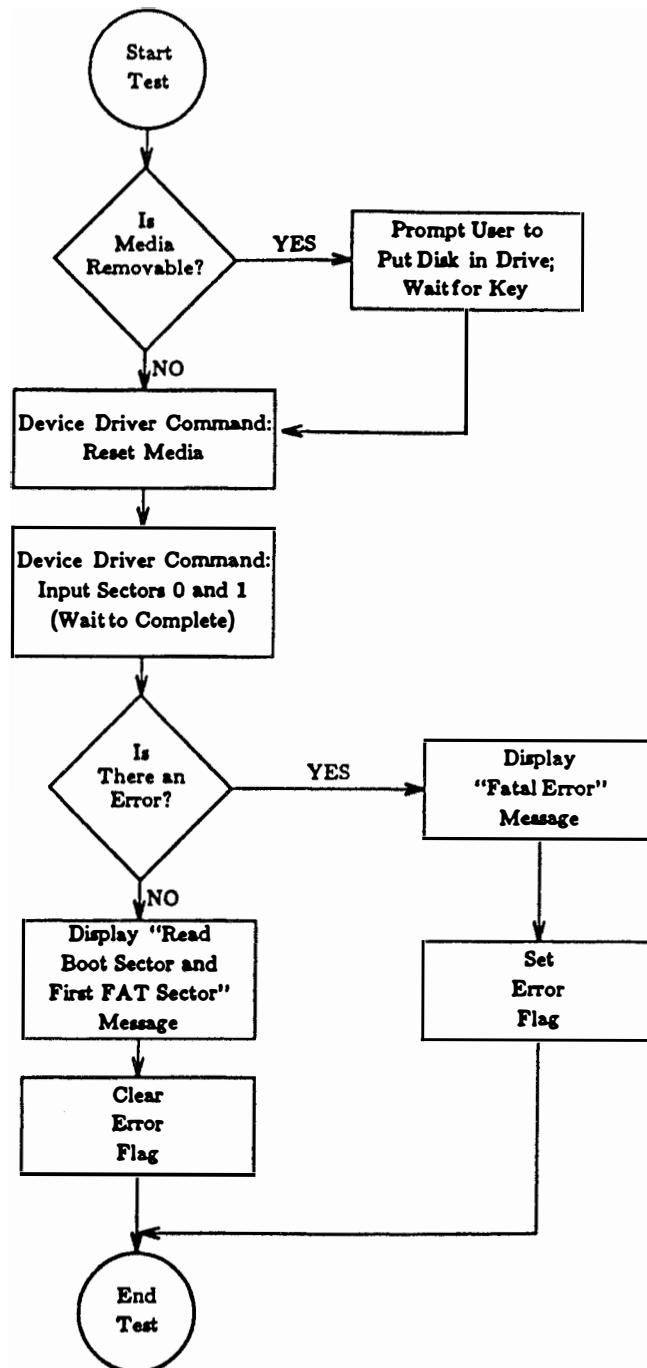 Start
Test
Is
Media
Removable?
YES
Prompt User to
Put Disk in Drive;
Wait for Key
NO
Device Driver Command:
Reset Media
Device Driver Command:
Input Sectors 0 and 1
(Wait to Complete)
Is
There an
Error?
YES
Display
“Fatal Error”
Message
NO
Display “Read
Boot Sector and
First FAT Sector”
Message
Set
Error
Flag
Clear
Error
Flag
End
Test